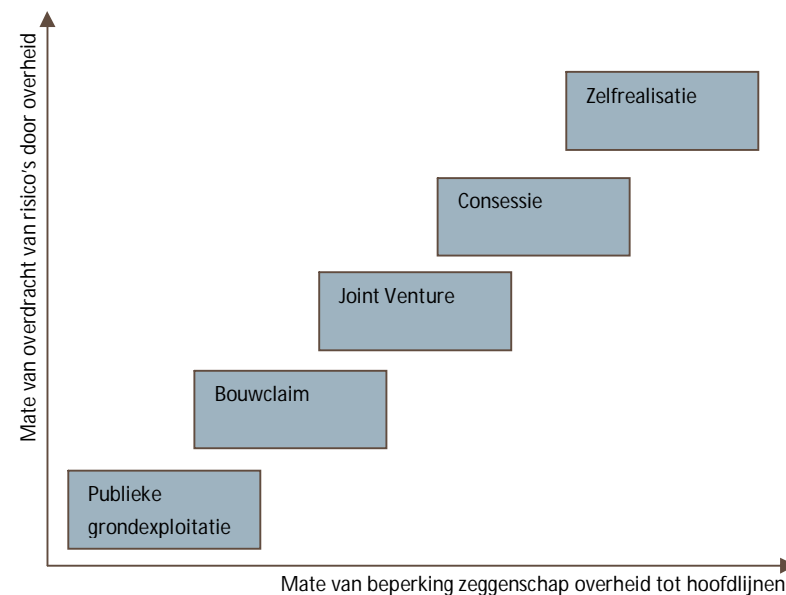 Mate van overdracht van risico's door overheid
Zelfrealisatie
Consessie
Joint Venture
Bouwclaim
Publieke
grondexploitatie
Mate van beperking zeggenschap overheid tot hoofdlijnen